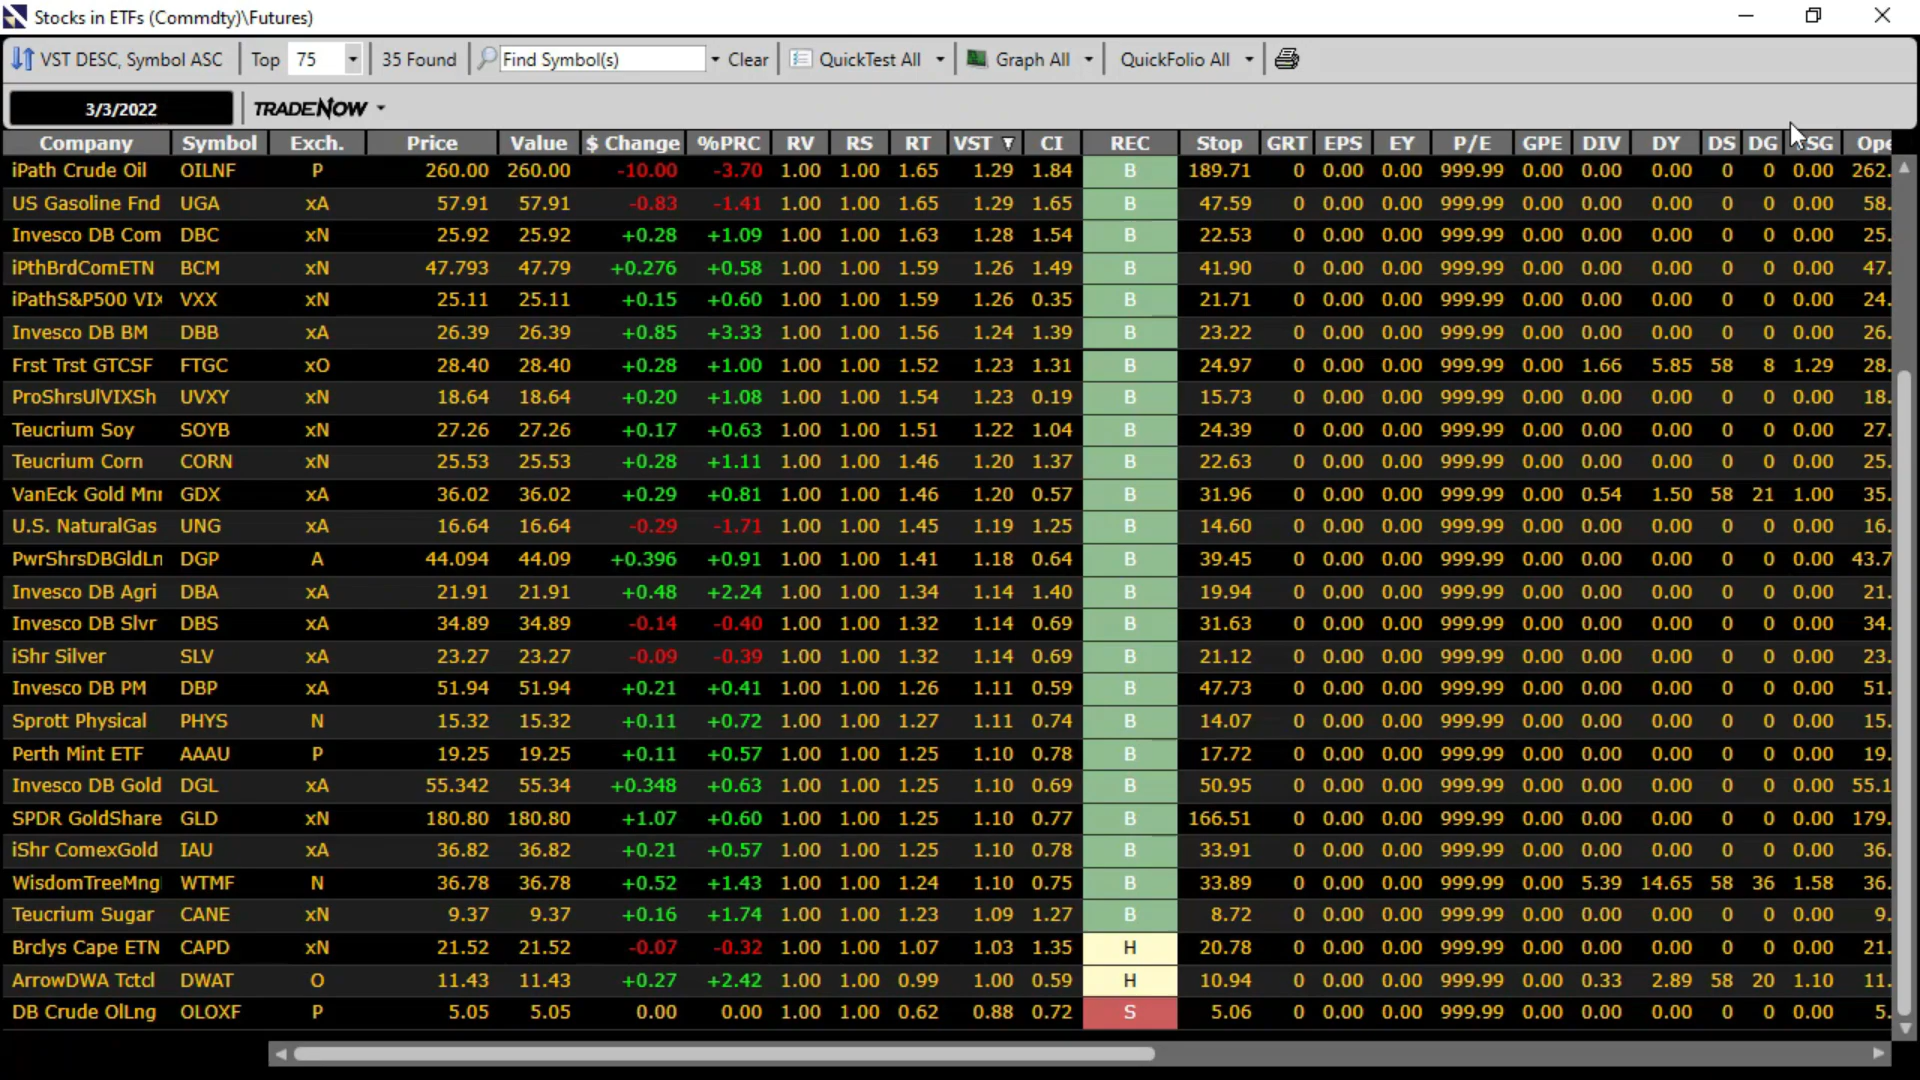 Stocks in ETFs (Commdty)\Futures)
VST DESC, Symbol ASC Top 75 35 Found Find Symbol(s) Clear QuickTest All Graph All QuickFolio All
3/3/2022 TRADENOW
Company Symbol Exch. Price Value $ Change %PRC RV RS RT VST CI REC Stop GRT EPS EY P/E GPE DIV DY DS DG SG Ope
iPath Crude Oil OILNF P 260.00 260.00 -10.00 -3.70 1.00 1.00 1.65 1.29 1.84 B 189.71 0 0.00 0.00 999.99 0.00 0.00 0.00 0 0 0.00 262.
US Gasoline Fnd UGA xA 57.91 57.91 -0.83 -1.41 1.00 1.00 1.65 1.29 1.65 B 47.59 0 0.00 0.00 999.99 0.00 0.00 0.00 0 0 0.00 58.
Invesco DB Com DBC xN 25.92 25.92 +0.28 +1.09 1.00 1.00 1.63 1.28 1.54 B 22.53 0 0.00 0.00 999.99 0.00 0.00 0.00 0 0 0.00 25.
iPthBrdComETN BCM xN 47.793 47.79 +0.276 +0.58 1.00 1.00 1.59 1.26 1.49 B 41.90 0 0.00 0.00 999.99 0.00 0.00 0.00 0 0 0.00 47.
iPathS&P500 VIX VXX xN 25.11 25.11 +0.15 +0.60 1.00 1.00 1.59 1.26 0.35 B 21.71 0 0.00 0.00 999.99 0.00 0.00 0.00 0 0 0.00 24.
Invesco DB BM DBB xA 26.39 26.39 +0.85 +3.33 1.00 1.00 1.56 1.24 1.39 B 23.22 0 0.00 0.00 999.99 0.00 0.00 0.00 0 0 0.00 26.
Frst Trst GTCSF FTGC xO 28.40 28.40 +0.28 +1.00 1.00 1.00 1.52 1.23 1.31 B 24.97 0 0.00 0.00 999.99 0.00 1.66 5.85 58 8 1.29 28.
ProShrsUlVIXSh UVXY xN 18.64 18.64 +0.20 +1.08 1.00 1.00 1.54 1.23 0.19 B 15.73 0 0.00 0.00 999.99 0.00 0.00 0.00 0 0 0.00 18.
Teucrium Soy SOYB xN 27.26 27.26 +0.17 +0.63 1.00 1.00 1.51 1.22 1.04 B 24.39 0 0.00 0.00 999.99 0.00 0.00 0.00 0 0 0.00 27.
Teucrium Corn CORN xN 25.53 25.53 +0.28 +1.11 1.00 1.00 1.46 1.20 1.37 B 22.63 0 0.00 0.00 999.99 0.00 0.00 0.00 0 0 0.00 25.
VanEck Gold Mnr GDX xA 36.02 36.02 +0.29 +0.81 1.00 1.00 1.46 1.20 0.57 B 31.96 0 0.00 0.00 999.99 0.00 0.54 1.50 58 21 1.00 35.
U.S. NaturalGas UNG xA 16.64 16.64 -0.29 -1.71 1.00 1.00 1.45 1.19 1.25 B 14.60 0 0.00 0.00 999.99 0.00 0.00 0.00 0 0 0.00 16.
PwrShrsDBGldLn DGP A 44.094 44.09 +0.396 +0.91 1.00 1.00 1.41 1.18 0.64 B 39.45 0 0.00 0.00 999.99 0.00 0.00 0.00 0 0 0.00 43.7
Invesco DB Agri DBA xA 21.91 21.91 +0.48 +2.24 1.00 1.00 1.34 1.14 1.40 B 19.94 0 0.00 0.00 999.99 0.00 0.00 0.00 0 0 0.00 21.
Invesco DB Slvr DBS xA 34.89 34.89 -0.14 -0.40 1.00 1.00 1.32 1.14 0.69 B 31.63 0 0.00 0.00 999.99 0.00 0.00 0.00 0 0 0.00 34.
iShr Silver SLV xA 23.27 23.27 -0.09 -0.39 1.00 1.00 1.32 1.14 0.69 B 21.12 0 0.00 0.00 999.99 0.00 0.00 0.00 0 0 0.00 23.
Invesco DB PM DBP xA 51.94 51.94 +0.21 +0.41 1.00 1.00 1.26 1.11 0.59 B 47.73 0 0.00 0.00 999.99 0.00 0.00 0.00 0 0 0.00 51.
Sprott Physical PHYS N 15.32 15.32 +0.11 +0.72 1.00 1.00 1.27 1.11 0.74 B 14.07 0 0.00 0.00 999.99 0.00 0.00 0.00 0 0 0.00 15.
Perth Mint ETF AAAU P 19.25 19.25 +0.11 +0.57 1.00 1.00 1.25 1.10 0.78 B 17.72 0 0.00 0.00 999.99 0.00 0.00 0.00 0 0 0.00 19.
Invesco DB Gold DGL xA 55.342 55.34 +0.348 +0.63 1.00 1.00 1.25 1.10 0.69 B 50.95 0 0.00 0.00 999.99 0.00 0.00 0.00 0 0 0.00 55.1
SPDR GoldShare GLD xN 180.80 180.80 +1.07 +0.60 1.00 1.00 1.25 1.10 0.77 B 166.51 0 0.00 0.00 999.99 0.00 0.00 0.00 0 0 0.00 179.
iShr ComexGold IAU xA 36.82 36.82 +0.21 +0.57 1.00 1.00 1.25 1.10 0.78 B 33.91 0 0.00 0.00 999.99 0.00 0.00 0.00 0 0 0.00 36.
WisdomTreeMng WTMF N 36.78 36.78 +0.52 +1.43 1.00 1.00 1.24 1.10 0.75 B 33.89 0 0.00 0.00 999.99 0.00 5.39 14.65 58 36 1.58 36.
Teucrium Sugar CANE xN 9.37 9.37 +0.16 +1.74 1.00 1.00 1.23 1.09 1.27 B 8.72 0 0.00 0.00 999.99 0.00 0.00 0.00 0 0 0.00 9.
Brclys Cape ETN CAPD xN 21.52 21.52 -0.07 -0.32 1.00 1.00 1.07 1.03 1.35 H 20.78 0 0.00 0.00 999.99 0.00 0.00 0.00 0 0 0.00 21.
ArrowDWA Tctcl DWAT O 11.43 11.43 +0.27 +2.42 1.00 1.00 0.99 1.00 0.59 H 10.94 0 0.00 0.00 999.99 0.00 0.33 2.89 58 20 1.10 11.
DB Crude OlLng OLOXF P 5.05 5.05 0.00 0.00 1.00 1.00 0.62 0.88 0.72 S 5.06 0 0.00 0.00 999.99 0.00 0.00 0.00 0 0 0.00 5.